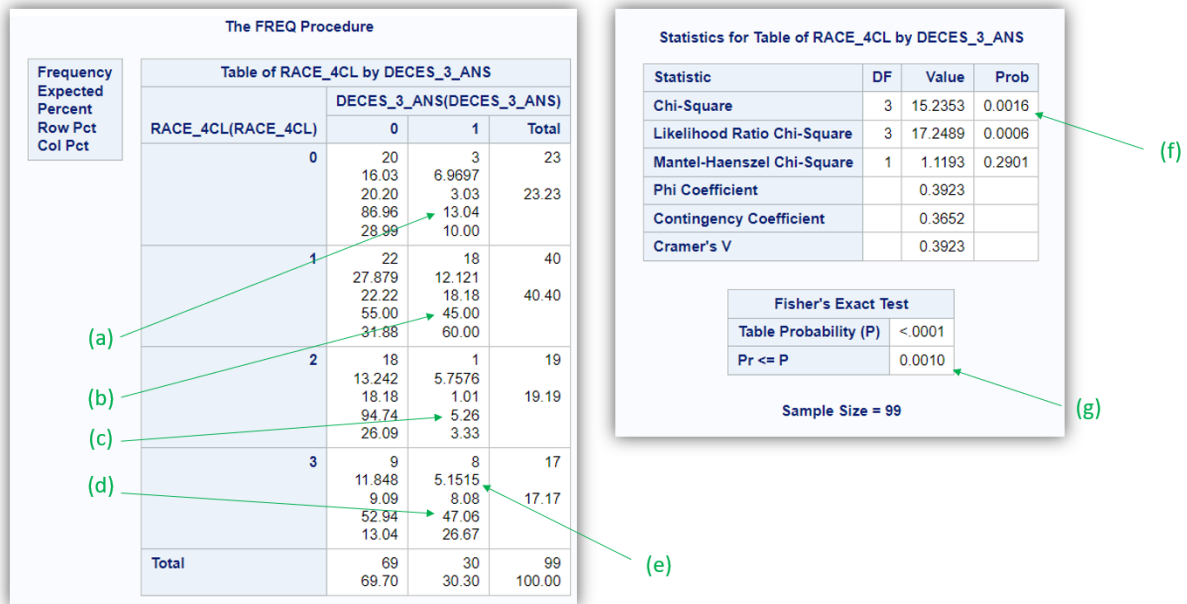 The FREQ Procedure
Frequency
Expected
Percent
Row Pct
Col Pct
Table of RACE_4CL by DECES_3_ANS
DECES_3_ANS(DECES_3_ANS)
RACE_4CL(RACE_4CL) 0 1 Total
0 20 3 23
16.03 6.9697
20.20 3.03 23.23
86.96 13.04
28.99 10.00
1 22 18 40
27.879 12.121
22.22 18.18 40.40
55.00 45.00
31.88 60.00
2 18 1 19
13.242 5.7576
18.18 1.01 19.19
94.74 5.26
26.09 3.33
3 9 8 17
11.848 5.1515
9.09 8.08 17.17
52.94 47.06
13.04 26.67
Total 69 30 99
69.70 30.30 100.00
(a)
(b)
(c)
(d)
(e)
Statistics for Table of RACE_4CL by DECES_3_ANS
Statistic DF Value Prob
Chi-Square 3 15.2353 0.0016
Likelihood Ratio Chi-Square 3 17.2489 0.0006
Mantel-Haenszel Chi-Square 1 1.1193 0.2901
Phi Coefficient 0.3923
Contingency Coefficient 0.3652
Cramer's V 0.3923
(f)
Fisher's Exact Test
Table Probability (P) <.0001
Pr <= P 0.0010
(g)
Sample Size = 99